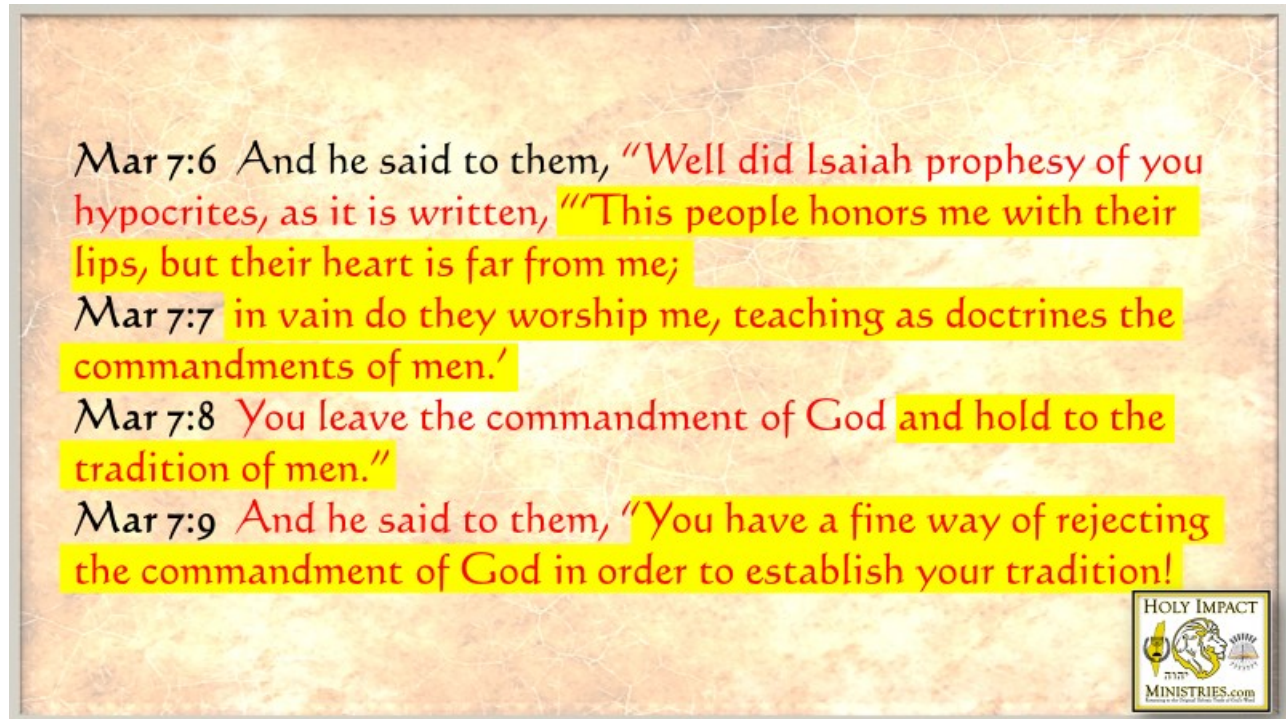 Mar 7:6  And he said to them, “Well did Isaiah prophesy of you
hypocrites, as it is written, “‘This people honors me with their
lips, but their heart is far from me;
Mar 7:7  in vain do they worship me, teaching as doctrines the
commandments of men.’
Mar 7:8  You leave the commandment of God and hold to the
tradition of men.”
Mar 7:9  And he said to them, “You have a fine way of rejecting
the commandment of God in order to establish your tradition!
HOLY IMPACT
יהוה
MINISTRIES.com